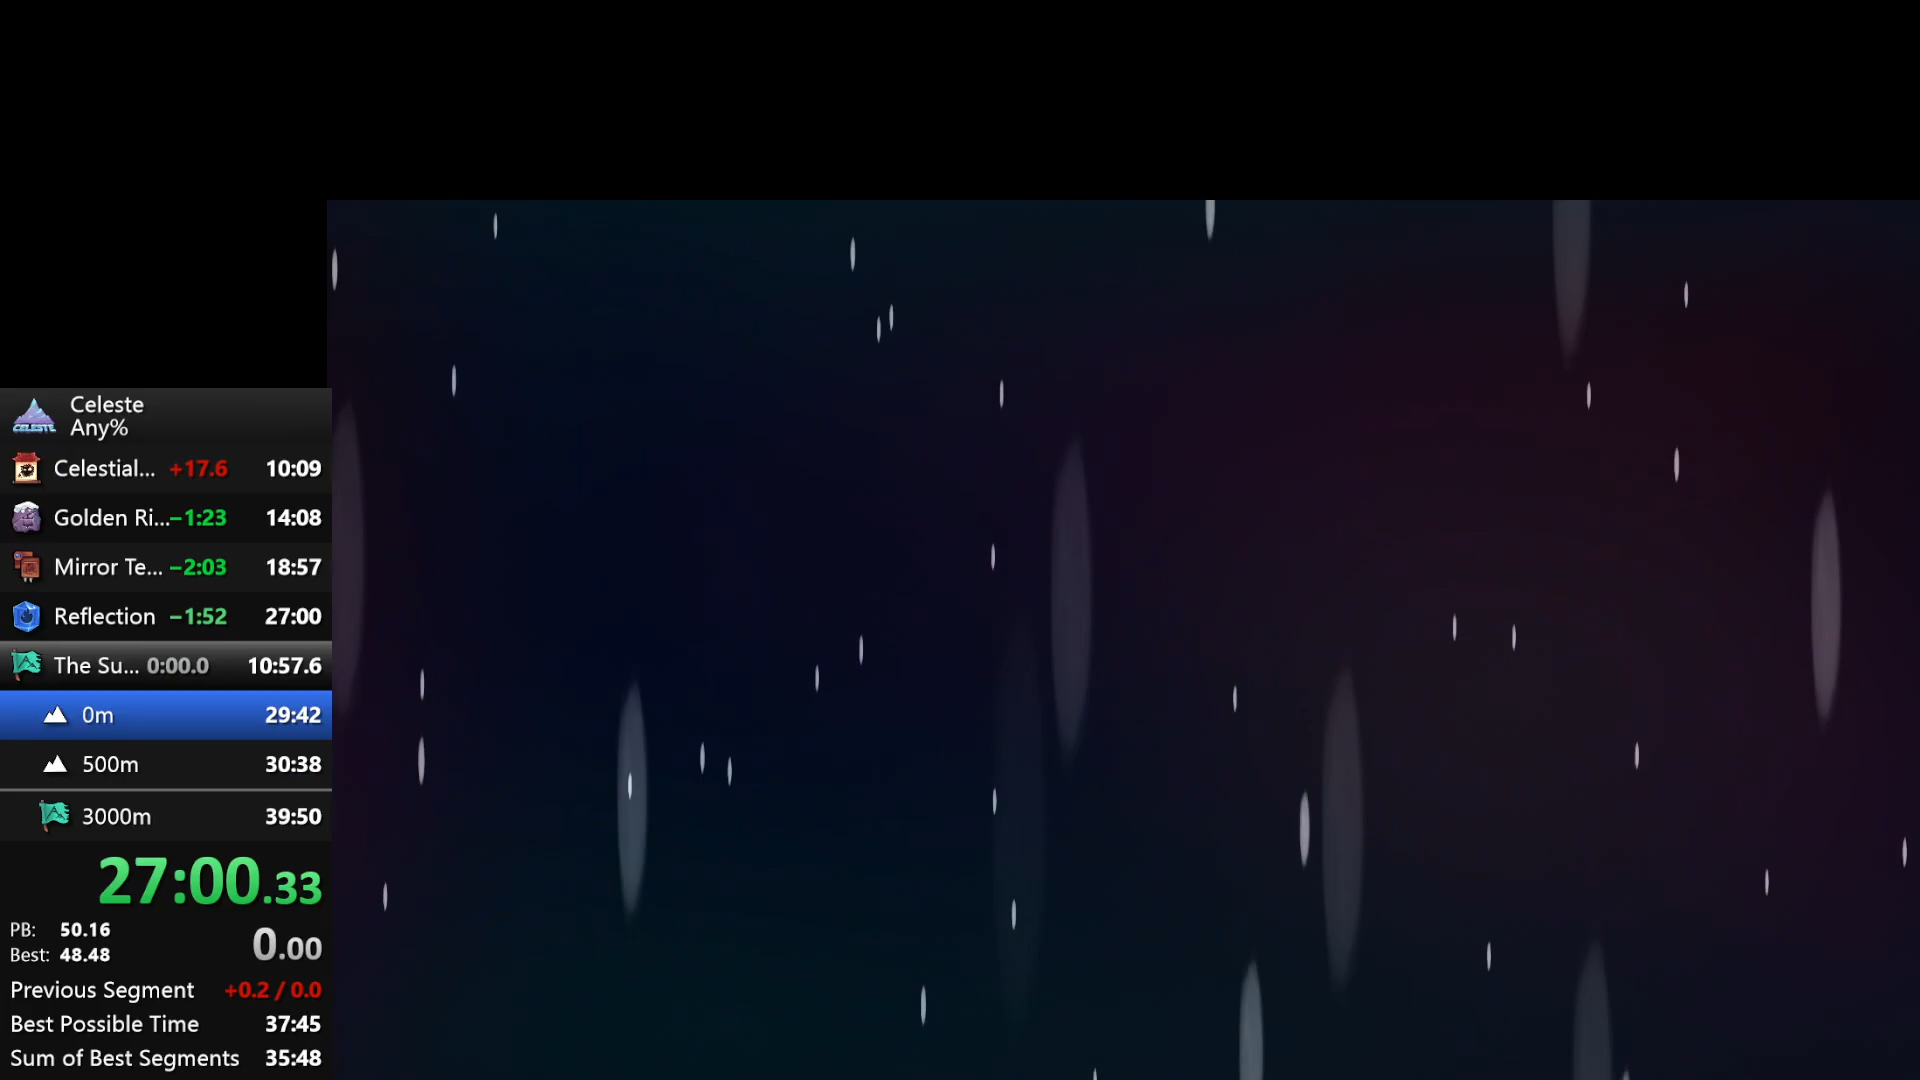 Celeste
Any%
CELESTE
Celestial... +17.6 10:09
Golden Ri... −1:23 14:08
Mirror Te... −2:03 18:57
Reflection −1:52 27:00
The Su... 0:00.0 10:57.6
0m 29:42
500m 30:38
3000m 39:50
27:00.33
PB: 50.16
Best: 48.48
0.00
Previous Segment +0.2 / 0.0
Best Possible Time 37:45
Sum of Best Segments 35:48